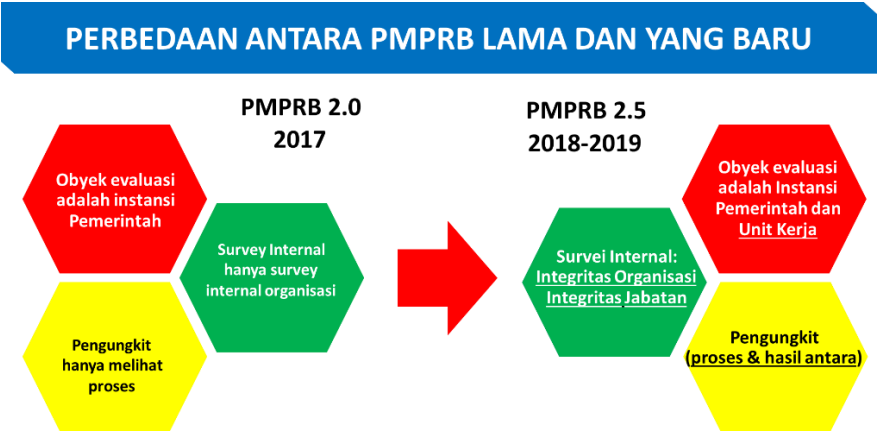 PERBEDAAN ANTARA PMPRB LAMA DAN YANG BARU
PMPRB 2.0
2017
Obyek evaluasi
adalah instansi
Pemerintah
Survey Internal
hanya survey
internal organisasi
Pengungkit
hanya melihat
proses
PMPRB 2.5
2018-2019
Obyek evaluasi
adalah Instansi
Pemerintah dan
Unit Kerja
Survei Internal:
Integritas Organisasi
Integritas Jabatan
Pengungkit
(proses & hasil antara)